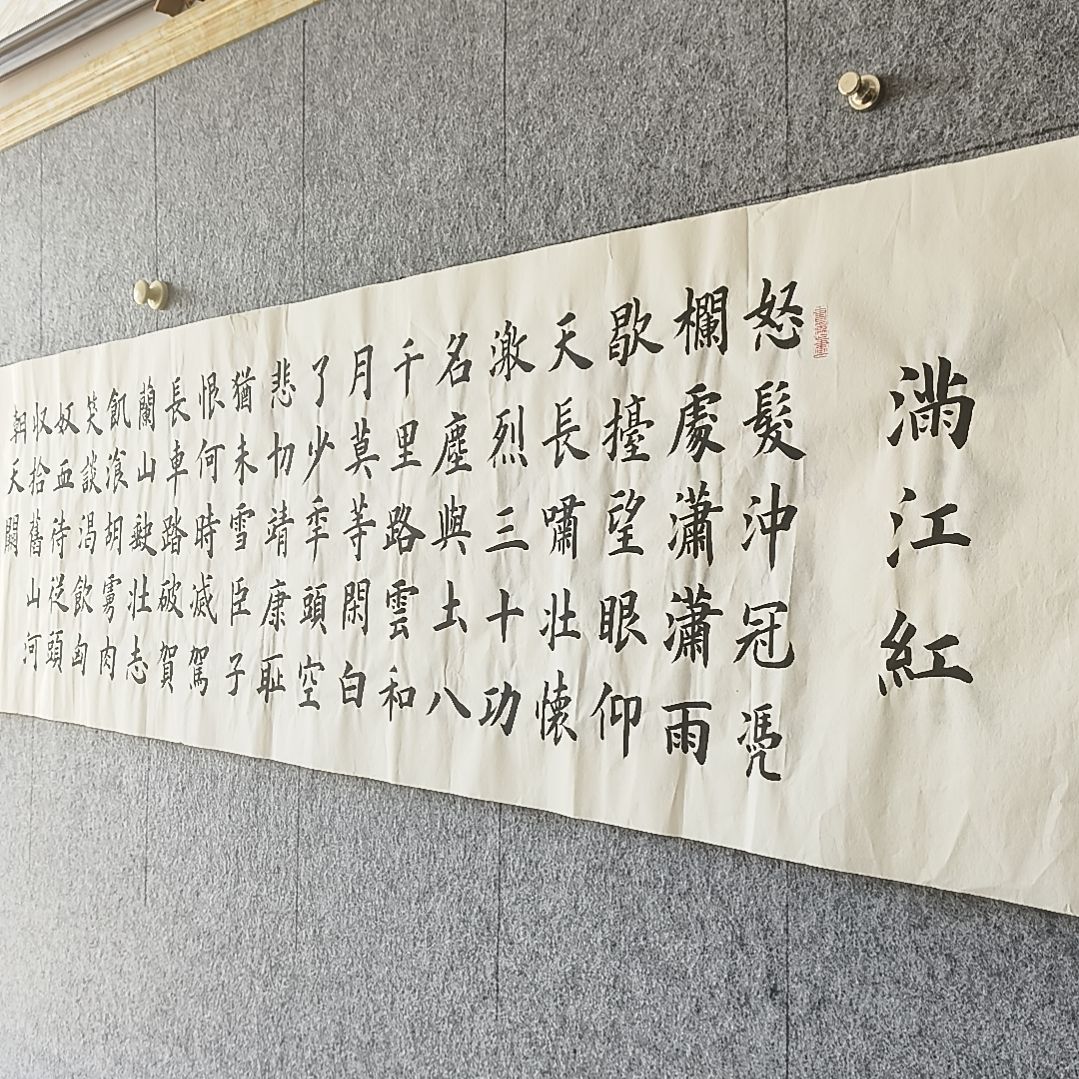 滿江紅
怒髮沖冠凴
欄處瀟瀟雨
歇擡望眼仰
天長嘯壯懷
激烈三十功
名塵與土八
千里路雲和
月莫等閑白
了少秊頭空
悲切靖康耻
猶未雪臣子
恨何時滅駕
長車踏破賀
蘭山缺壯志
飢湌胡虜肉
笑談渴飲匈
奴血待從頭
收拾舊山河
朝天闕